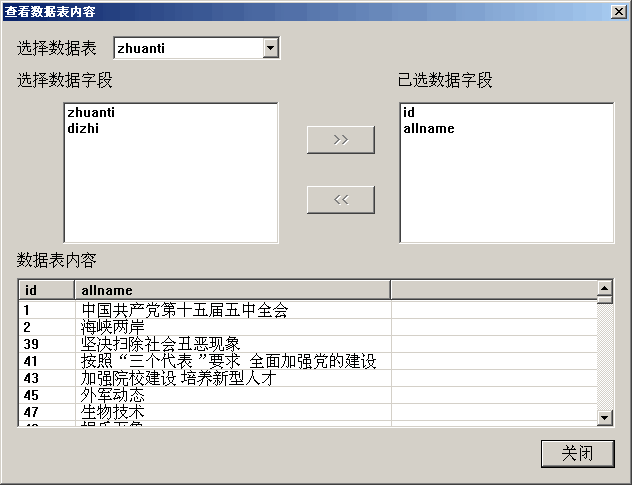 查看数据表内容
选择数据表 zhuanti
选择数据字段 已选数据字段
zhuanti
dizhi
>>
<<
id
allname
数据表内容
id allname
1 中国共产党第十五届五中全会
2 海峡两岸
39 坚决扫除社会丑恶现象
41 按照“三个代表 ”要求 全面加强党的建设
43 加强院校建设 培养新型人才
45 外军动态
47 生物技术
关闭